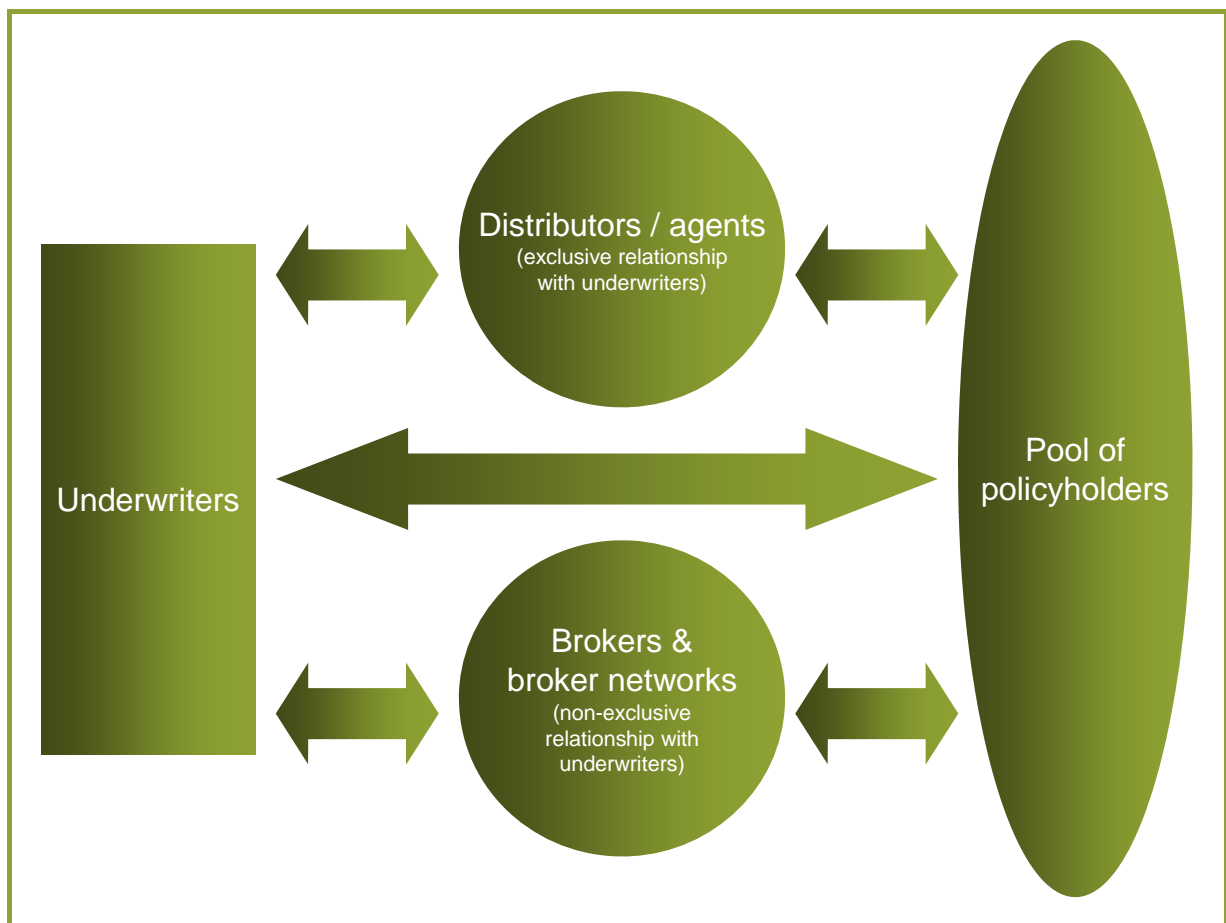 Distributors / agents
(exclusive relationship
with underwriters)
Underwriters
Pool of
policyholders
Brokers &
broker networks
(non-exclusive
relationship with
underwriters)